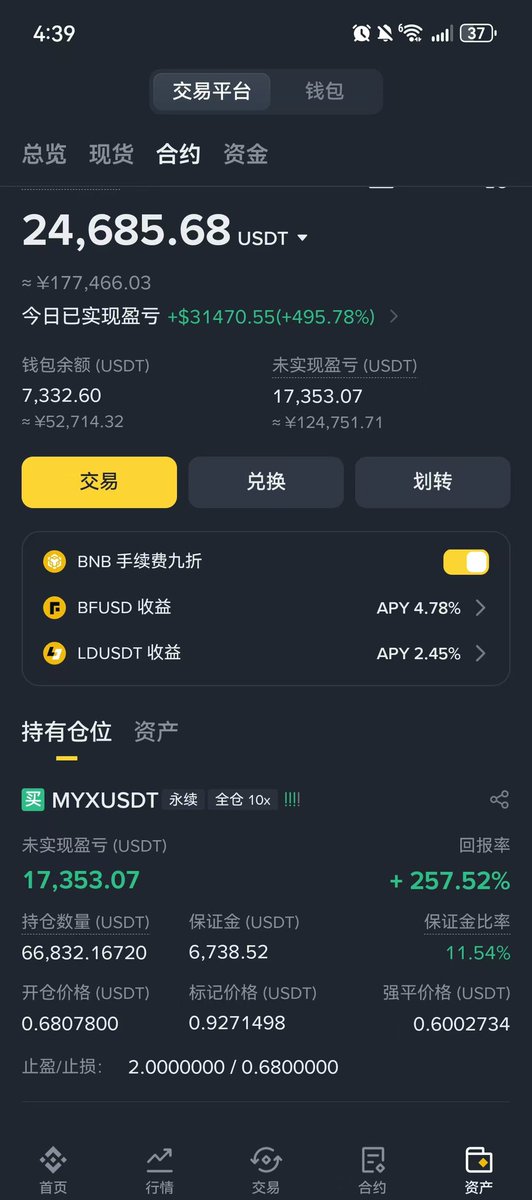 4:39
6
37
交易平台 钱包
总览 现货 合约 资金
24,685.68 USDT
≈ ¥177,466.03
今日已实现盈亏 +$31470.55(+495.78%)
钱包余额 (USDT) 未实现盈亏 (USDT)
7,332.60 17,353.07
≈ ¥52,714.32 ≈ ¥124,751.71
交易 兑换 划转
BNB 手续费九折
BFUSD 收益 APY 4.78%
LDUSDT 收益 APY 2.45%
持有仓位 资产
买 MYXUSDT 永续 全仓 10x !!!!
未实现盈亏 (USDT) 回报率
17,353.07 + 257.52%
持仓数量 (USDT) 保证金 (USDT) 保证金比率
66,832.16720 6,738.52 11.54%
开仓价格 (USDT) 标记价格 (USDT) 强平价格 (USDT)
0.6807800 0.9271498 0.6002734
止盈/止损: 2.0000000 / 0.6800000
首页 行情 交易 合约 资产